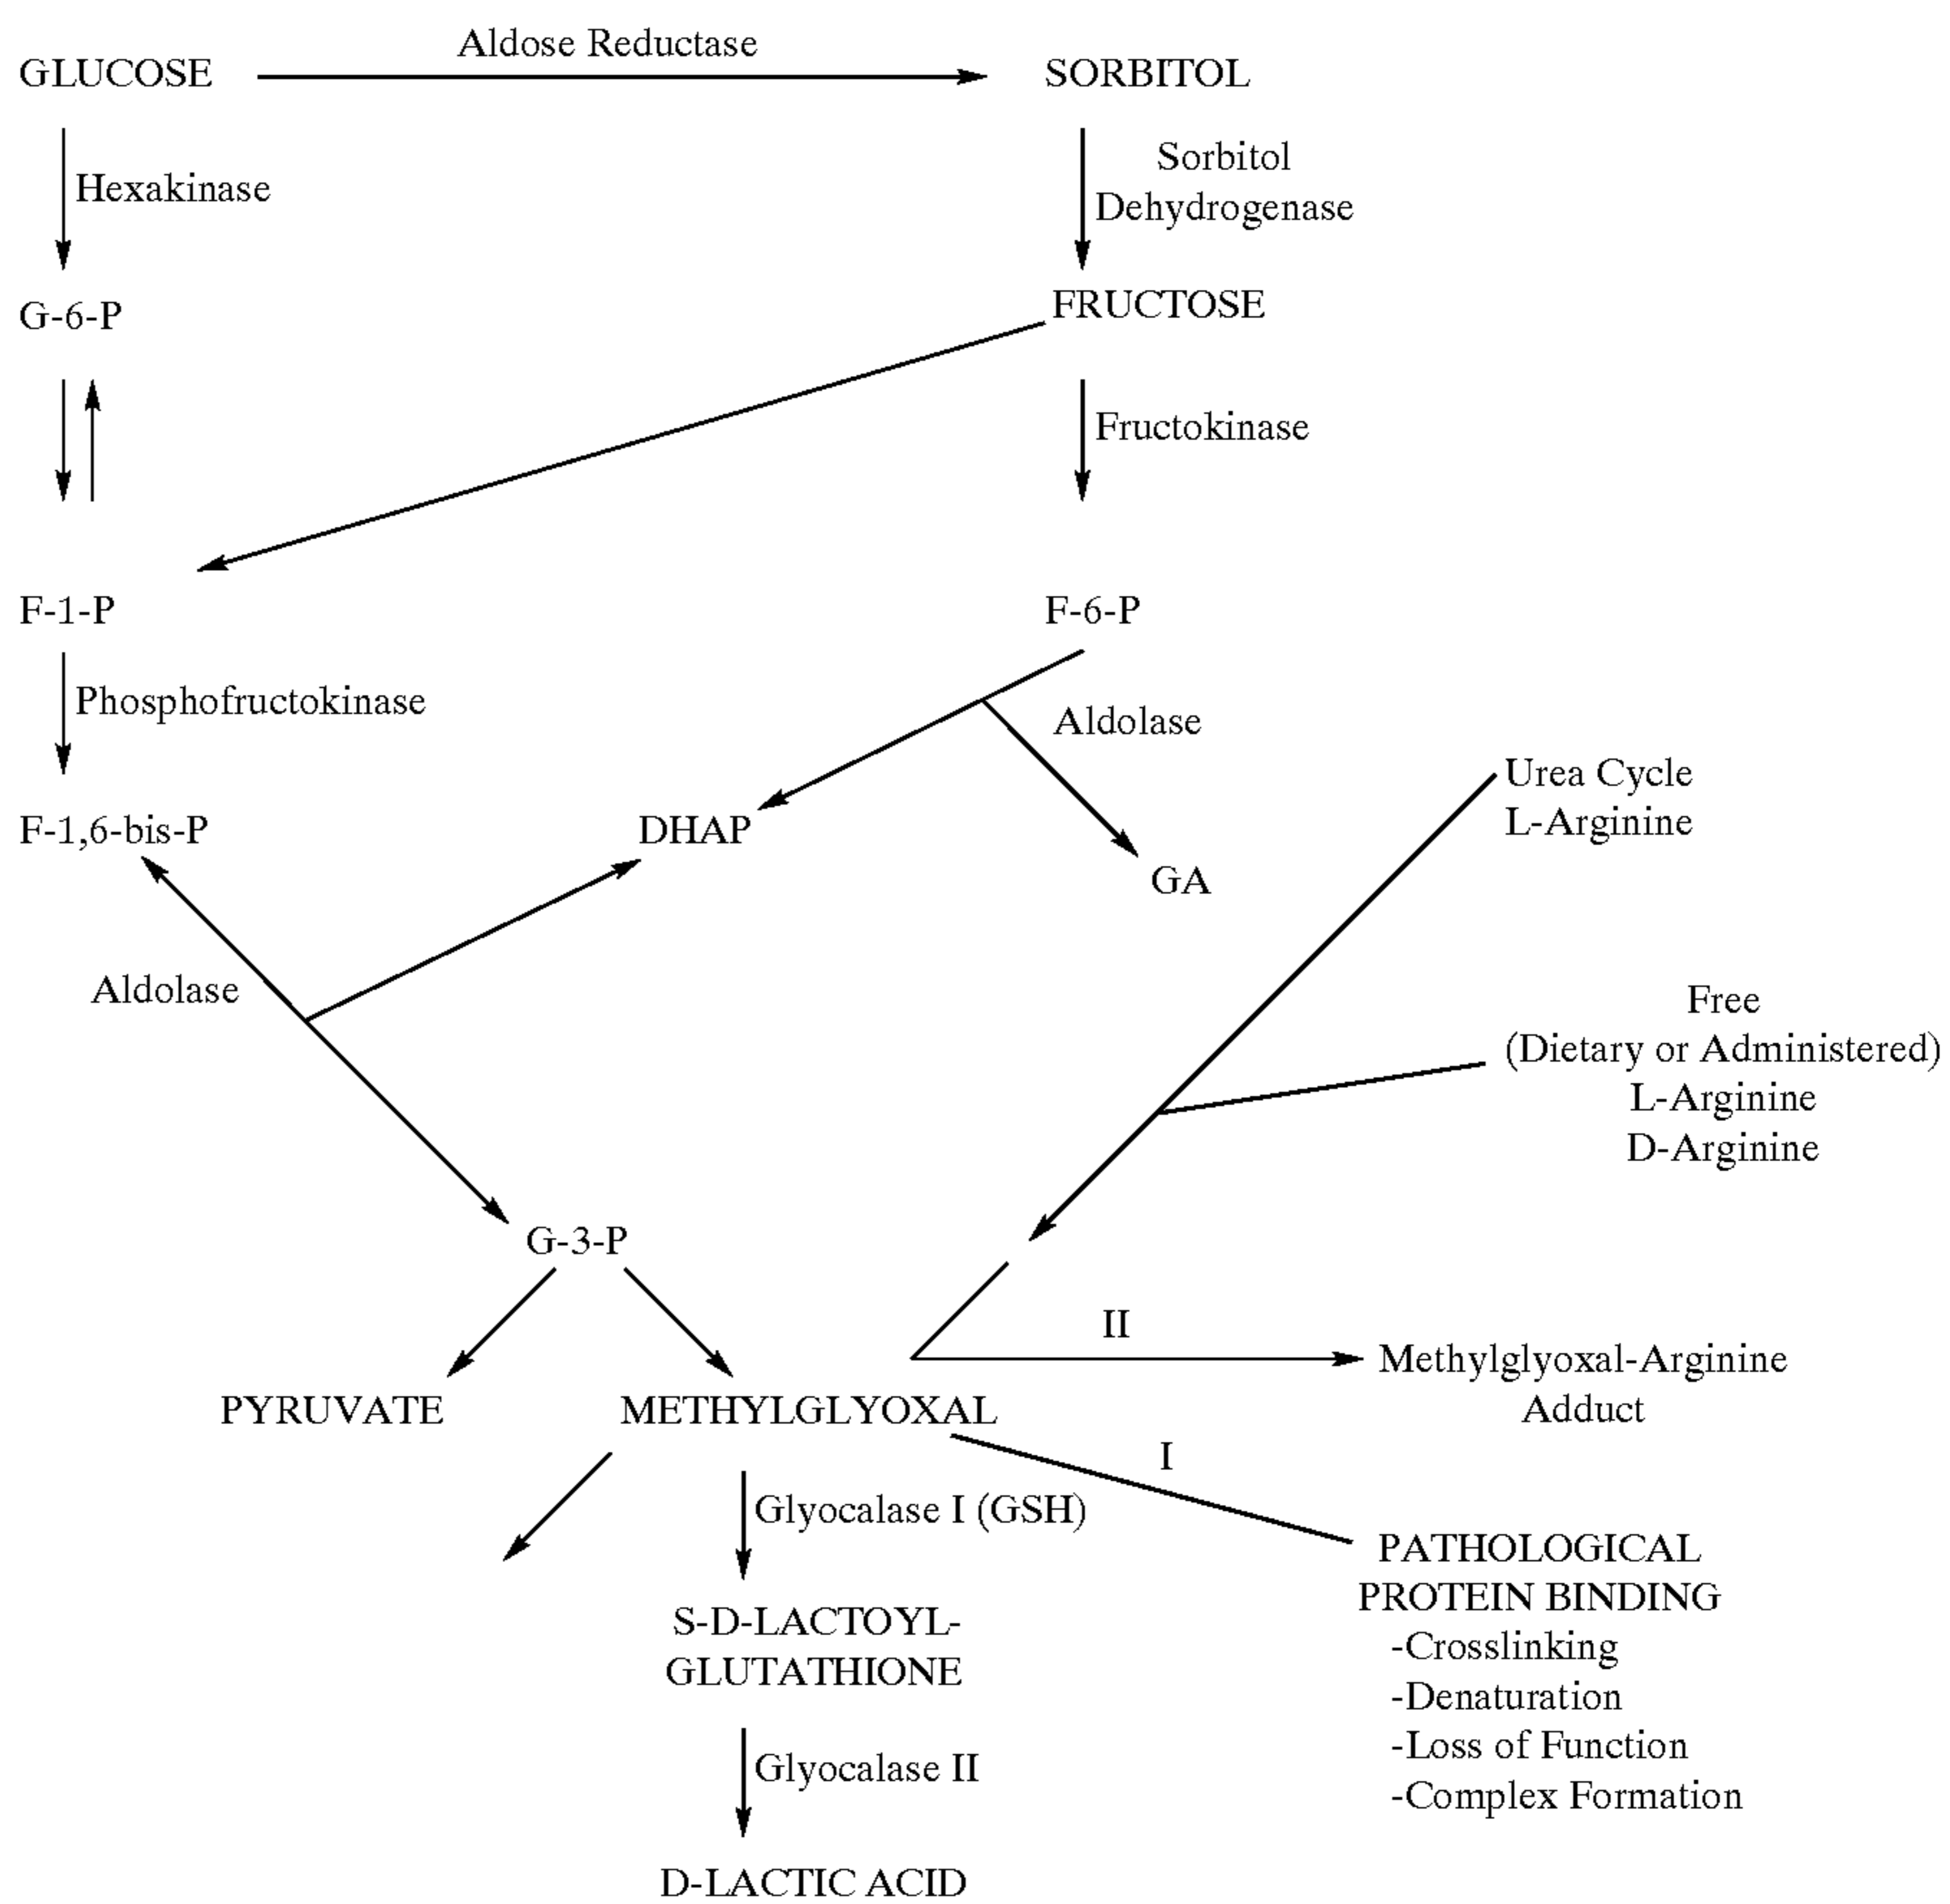 Aldose Reductase
GLUCOSE
SORBITOL
Hexakinase
Sorbitol
Dehydrogenase
G-6-P
FRUCTOSE
Fructokinase
F-1-P
F-6-P
Phosphofructokinase
Aldolase
Urea Cycle
L-Arginine
F-1,6-bis-P
DHAP
GA
Aldolase
Free
(Dietary or Administered)
L-Arginine
D-Arginine
G-3-P
II
Methylglyoxal-Arginine
Adduct
PYRUVATE
METHYLGLYOXAL
I
Glyocalase I (GSH)
PATHOLOGICAL
PROTEIN BINDING
-Crosslinking
-Denaturation
-Loss of Function
-Complex Formation
S-D-LACTOYL-
GLUTATHIONE
Glyocalase II
D-LACTIC ACID